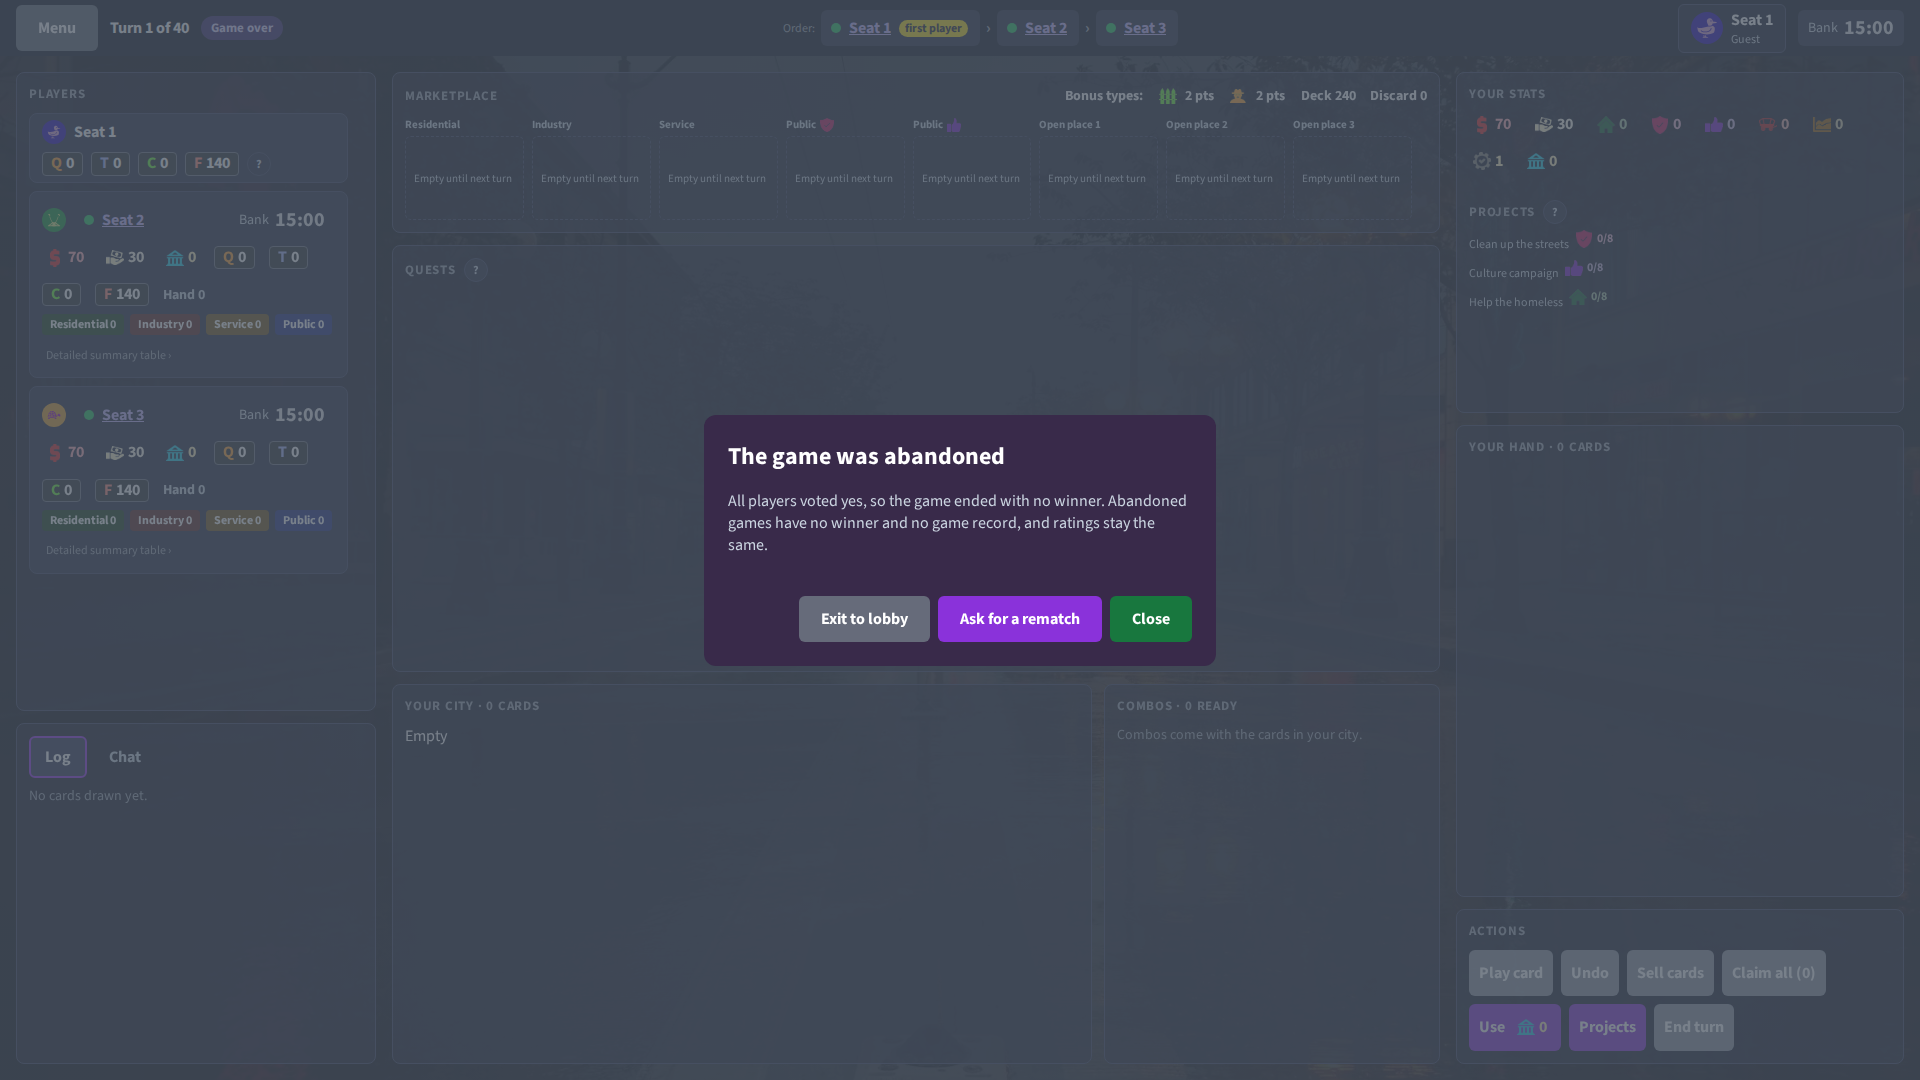 Menu
Turn 1 of 40
Game over
Order:
Seat 1
first player
›
Seat 2
›
Seat 3
Seat 1
Guest
Bank 15:00
PLAYERS
Seat 1
Q 0
T 0
C 0
F 140
?
Seat 2
Bank 15:00
$ 70
30
0
Q 0
T 0
C 0
F 140
Hand 0
Residential 0
Industry 0
Service 0
Public 0
Detailed summary table ›
Seat 3
Bank 15:00
$ 70
30
0
Q 0
T 0
C 0
F 140
Hand 0
Residential 0
Industry 0
Service 0
Public 0
Detailed summary table ›
Log
Chat
No cards drawn yet.
MARKETPLACE
Bonus types:
2 pts
2 pts
Deck 240
Discard 0
Residential
Industry
Service
Public
Public
Open place 1
Open place 2
Open place 3
Empty until next turn
Empty until next turn
Empty until next turn
Empty until next turn
Empty until next turn
Empty until next turn
Empty until next turn
Empty until next turn
QUESTS
?
The game was abandoned
All players voted yes, so the game ended with no winner. Abandoned
games have no winner and no game record, and ratings stay the
same.
Exit to lobby
Ask for a rematch
Close
YOUR CITY · 0 CARDS
Empty
COMBOS · 0 READY
Combos come with the cards in your city.
YOUR STATS
$ 70
30
0
0
0
0
0
1
0
PROJECTS
?
Clean up the streets
0/8
Culture campaign
0/8
Help the homeless
0/8
YOUR HAND · 0 CARDS
ACTIONS
Play card
Undo
Sell cards
Claim all (0)
Use
0
Projects
End turn